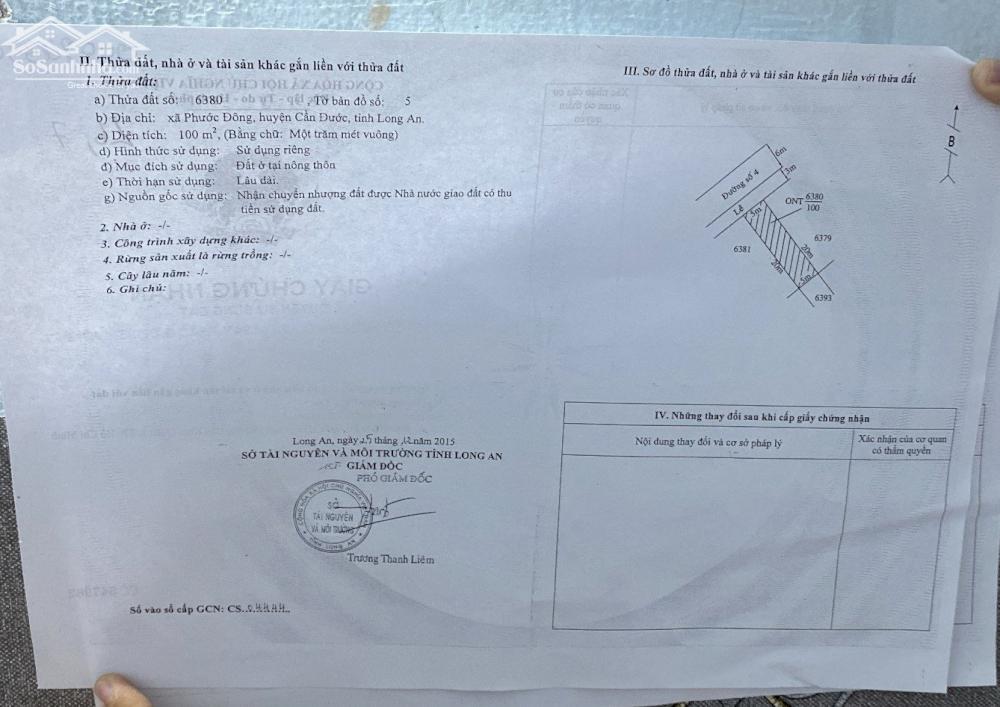 SoSanhnha.com
II. Thửa đất, nhà ở và tài sản khác gắn liền với thửa đất
1. Thửa đất:
a) Thửa đất số: 6380 ; Tờ bản đồ số: 5
b) Địa chỉ: xã Phước Đông, huyện Cần Đước, tỉnh Long An.
c) Diện tích: 100 m², (Bằng chữ: Một trăm mét vuông)
d) Hình thức sử dụng: Sử dụng riêng
đ) Mục đích sử dụng: Đất ở tại nông thôn
e) Thời hạn sử dụng: Lâu dài.
g) Nguồn gốc sử dụng: Nhận chuyển nhượng đất được Nhà nước giao đất có thu
tiền sử dụng đất.
2. Nhà ở: -/-
3. Công trình xây dựng khác: -/-
4. Rừng sản xuất là rừng trồng: -/-
5. Cây lâu năm: -/-
6. Ghi chú:
Long An, ngày 25 tháng 12 năm 2015
SỞ TÀI NGUYÊN VÀ MÔI TRƯỜNG TỈNH LONG AN
KT GIÁM ĐỐC
PHÓ GIÁM ĐỐC
SỞ
TÀI NGUYÊN
VÀ MÔI TRƯỜNG
Trương Thanh Liêm
Số vào sổ cấp GCN: CS
III. Sơ đồ thửa đất, nhà ở và tài sản khác gắn liền với thửa đất
B
6m
Đường số 4
3m
Lề
5m
ONT 6380
100
6379
6381
20m
20m
5m
6393
IV. Những thay đổi sau khi cấp giấy chứng nhận
Nội dung thay đổi và cơ sở pháp lý
Xác nhận của cơ quan
có thẩm quyền